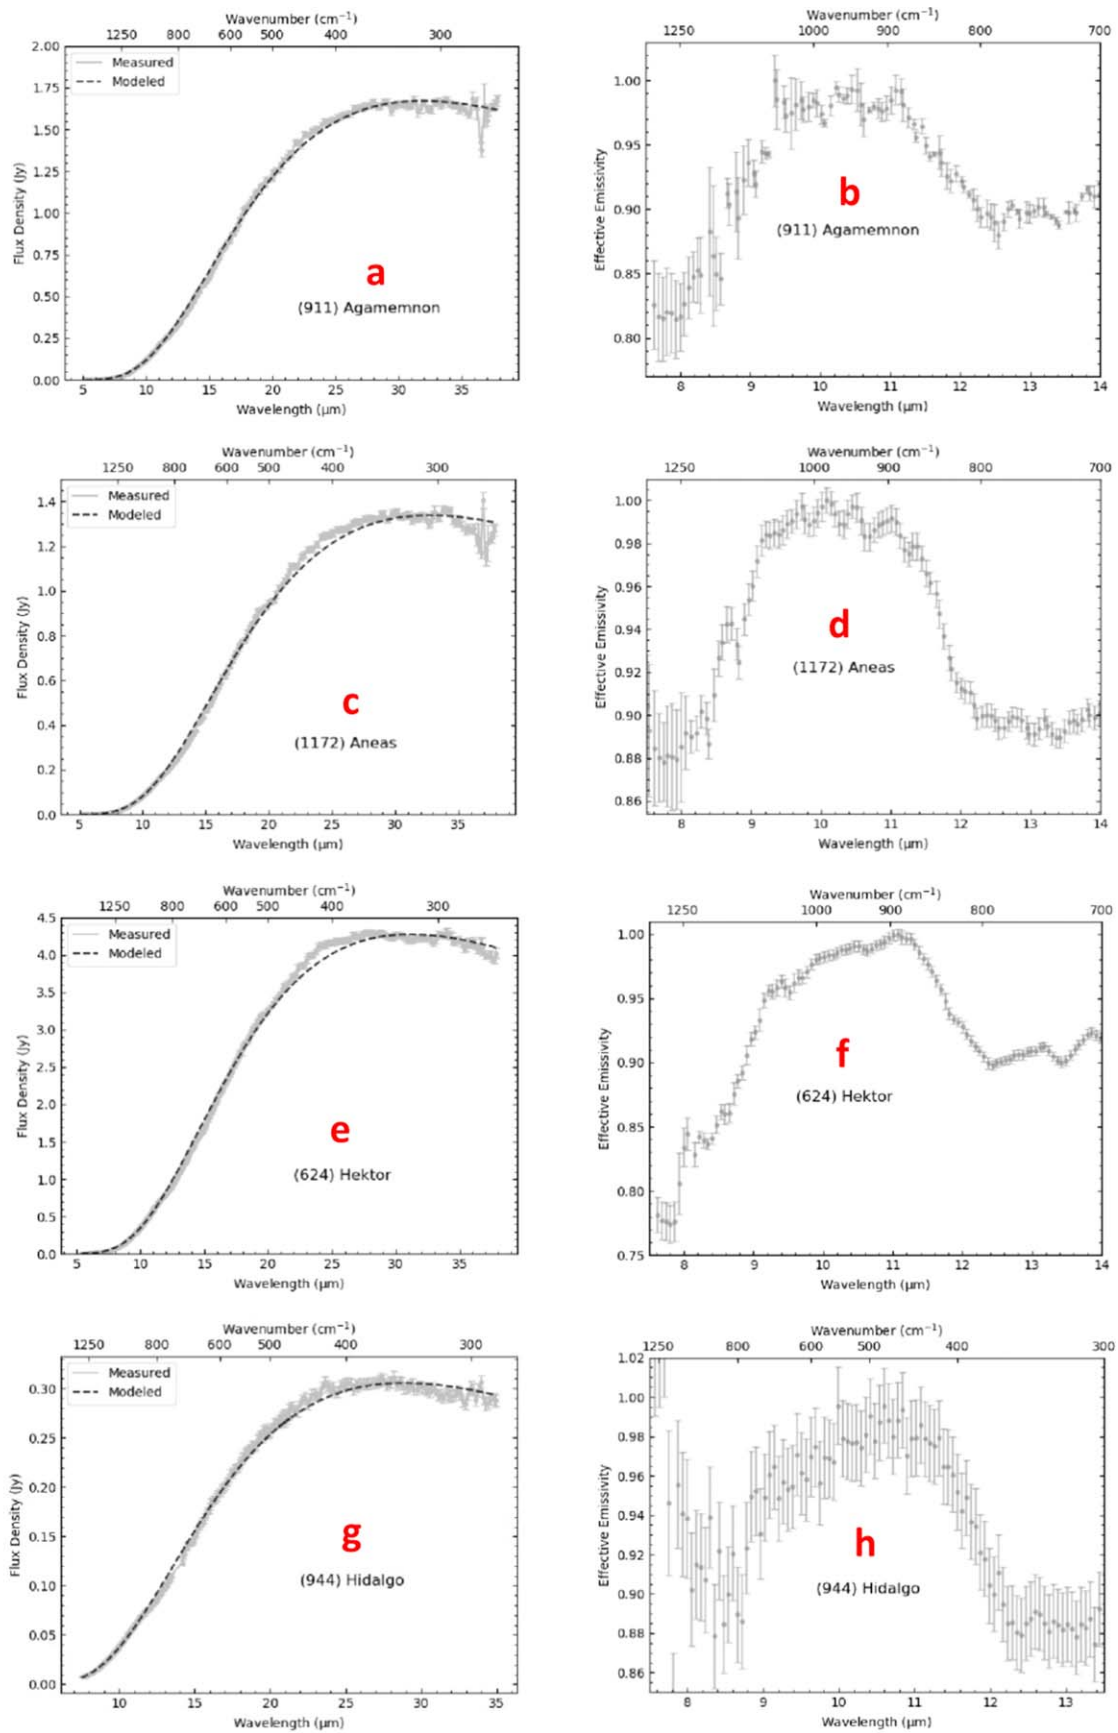 Wavenumber (cm⁻¹)
1250 800 600 500 400 300
2.00
1.75
1.50
1.25
1.00
0.75
0.50
0.25
0.00
Flux Density (Jy)
Measured
Modeled
a
(911) Agamemnon
5 10 15 20 25 30 35
Wavelength (µm)
Wavenumber (cm⁻¹)
1250 1000 900 800 700
1.00
0.95
0.90
0.85
0.80
Effective Emissivity
b
(911) Agamemnon
8 9 10 11 12 13 14
Wavelength (µm)
Wavenumber (cm⁻¹)
1250 800 600 500 400 300
1.4
1.2
1.0
0.8
0.6
0.4
0.2
0.0
Flux Density (Jy)
Measured
Modeled
c
(1172) Aneas
5 10 15 20 25 30 35
Wavelength (µm)
Wavenumber (cm⁻¹)
1250 1000 900 800 700
1.00
0.98
0.96
0.94
0.92
0.90
0.88
0.86
Effective Emissivity
d
(1172) Aneas
8 9 10 11 12 13 14
Wavelength (µm)
Wavenumber (cm⁻¹)
1250 800 600 500 400 300
4.5
4.0
3.5
3.0
2.5
2.0
1.5
1.0
0.5
0.0
Flux Density (Jy)
Measured
Modeled
e
(624) Hektor
5 10 15 20 25 30 35
Wavelength (µm)
Wavenumber (cm⁻¹)
1250 1000 900 800 700
1.00
0.95
0.90
0.85
0.80
0.75
Effective Emissivity
f
(624) Hektor
8 9 10 11 12 13 14
Wavelength (µm)
Wavenumber (cm⁻¹)
1250 800 600 500 400 300
0.30
0.25
0.20
0.15
0.10
0.05
0.00
Flux Density (Jy)
Measured
Modeled
g
(944) Hidalgo
10 15 20 25 30 35
Wavelength (µm)
Wavenumber (cm⁻¹)
1250 800 600 500 400 300
1.02
1.00
0.98
0.96
0.94
0.92
0.90
0.88
0.86
Effective Emissivity
h
(944) Hidalgo
8 9 10 11 12 13
Wavelength (µm)